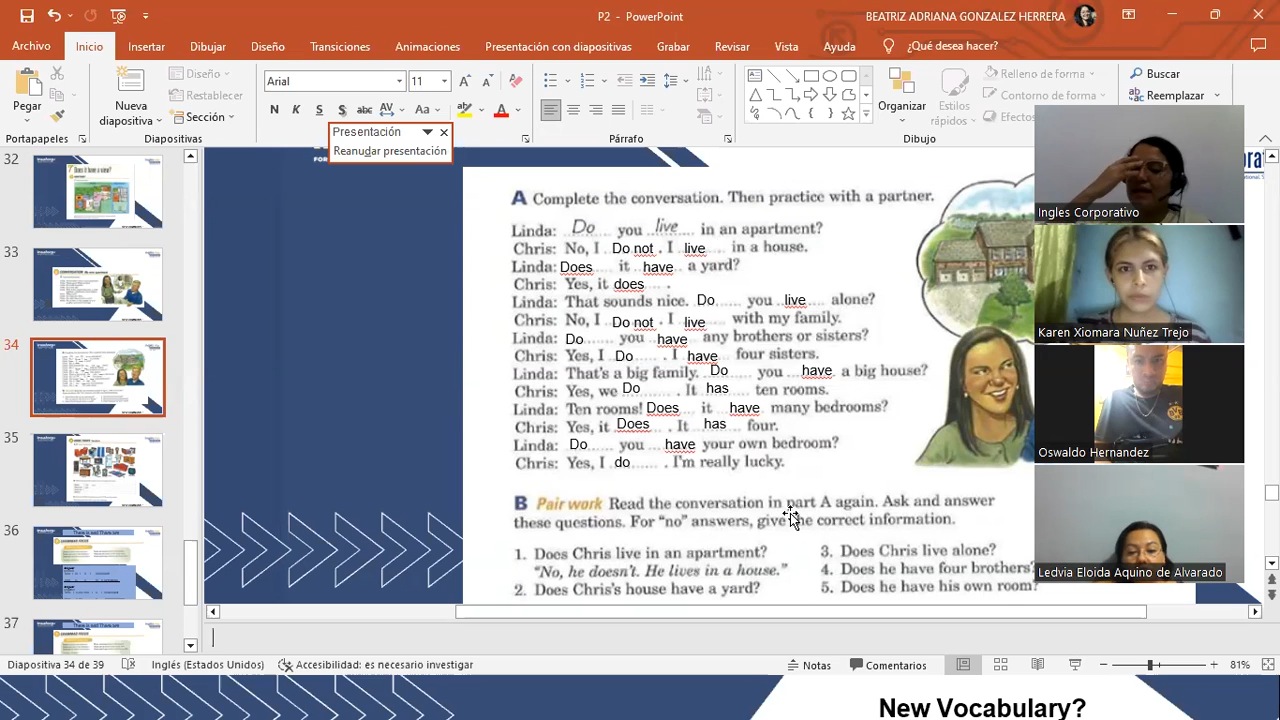 P2 - PowerPoint
BEATRIZ ADRIANA GONZALEZ HERRERA
Archivo Inicio Insertar Dibujar Diseño Transiciones Animaciones Presentación con diapositivas Grabar Revisar Vista Ayuda ¿Qué desea hacer?
Pegar
Portapapeles
Nueva diapositiva
Diseño
Restablecer
Sección
Diapositivas
Arial 11
N K S S abc AV Aa A
Párrafo
Organizar
Estilos rápidos
Relleno de forma
Contorno de forma
Efectos
Dibujo
Buscar
Reemplazar
Presentación
Reanudar presentación
32
33
34
35
36
37
FOR
A Complete the conversation. Then practice with a partner.
Linda: Do you live in an apartment?
Chris: No, I Do not . I live in a house.
Linda: Does it have a yard?
Chris: Yes, it does .
Linda: That sounds nice. Do you live alone?
Chris: No, I Do not . I live with my family.
Linda: Do you have any brothers or sisters?
Chris: Yes, I Do . I have four sisters.
Linda: That's a big family. Do you have a big house?
Chris: Yes, we Do . It has ten rooms.
Linda: Ten rooms! Does it have many bedrooms?
Chris: Yes, it Does . It has four.
Linda: Do you have your own bedroom?
Chris: Yes, I do . I'm really lucky.
B Pair work Read the conversation in part A again. Ask and answer
these questions. For "no" answers, give the correct information.
1. Does Chris live in an apartment?
"No, he doesn't. He lives in a house."
2. Does Chris's house have a yard?
3. Does Chris live alone?
4. Does he have four brothers?
5. Does he have his own room?
Ingles Corporativo
Karen Xiomara Nuñez Trejo
Oswaldo Hernandez
Ledvia Eloida Aquino de Alvarado
Diapositiva 34 de 39 Inglés (Estados Unidos) Accesibilidad: es necesario investigar Notas Comentarios 81%
New Vocabulary?